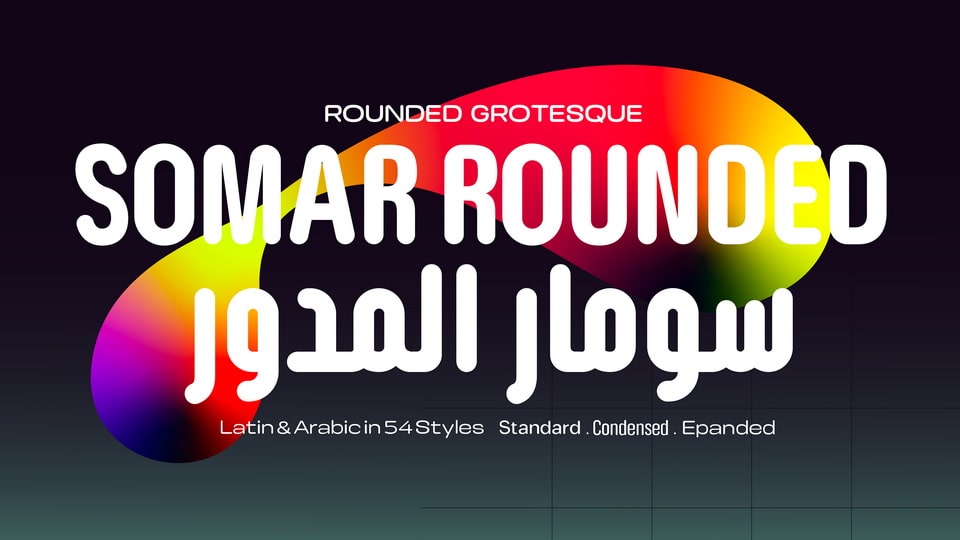 ROUNDED GROTESQUE
SOMAR ROUNDED
سومار المدور
Latin & Arabic in 54 Styles Standard . Condensed . Epanded